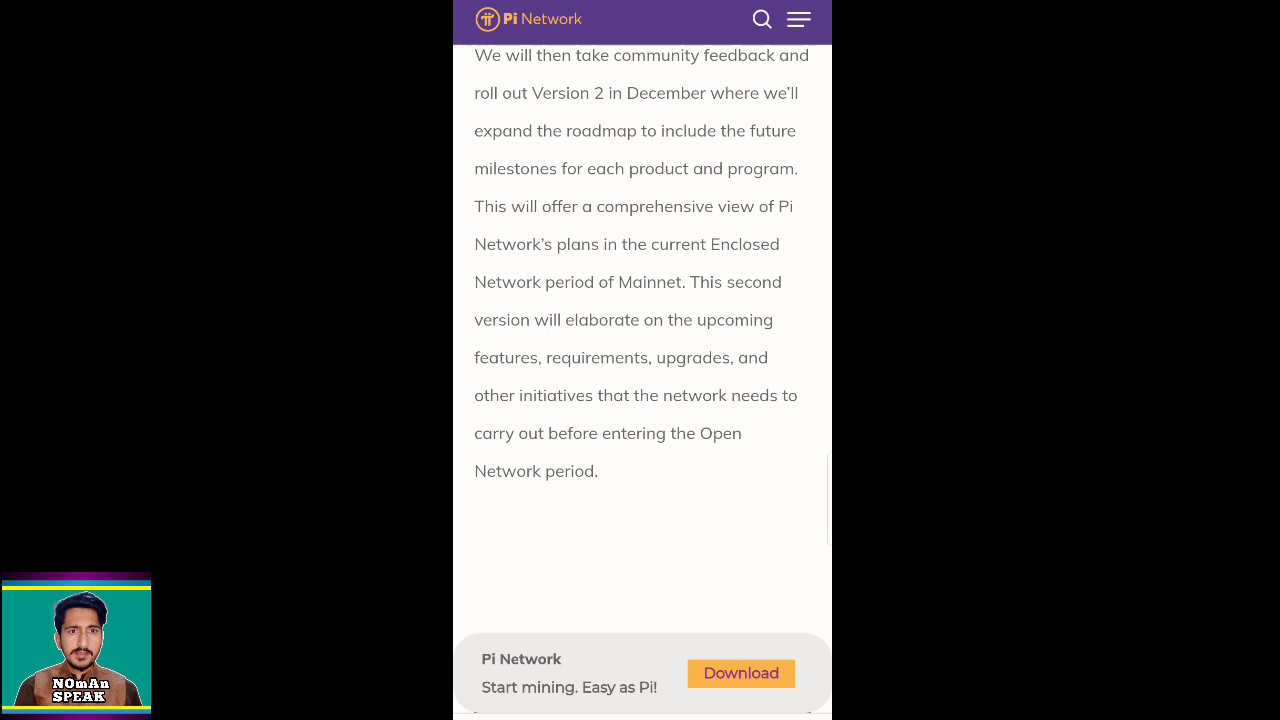 Pi Network
We will then take community feedback and
roll out Version 2 in December where we’ll
expand the roadmap to include the future
milestones for each product and program.
This will offer a comprehensive view of Pi
Network’s plans in the current Enclosed
Network period of Mainnet. This second
version will elaborate on the upcoming
features, requirements, upgrades, and
other initiatives that the network needs to
carry out before entering the Open
Network period.
Pi Network
Start mining. Easy as Pi!
Download
NOmAn
SPEAK